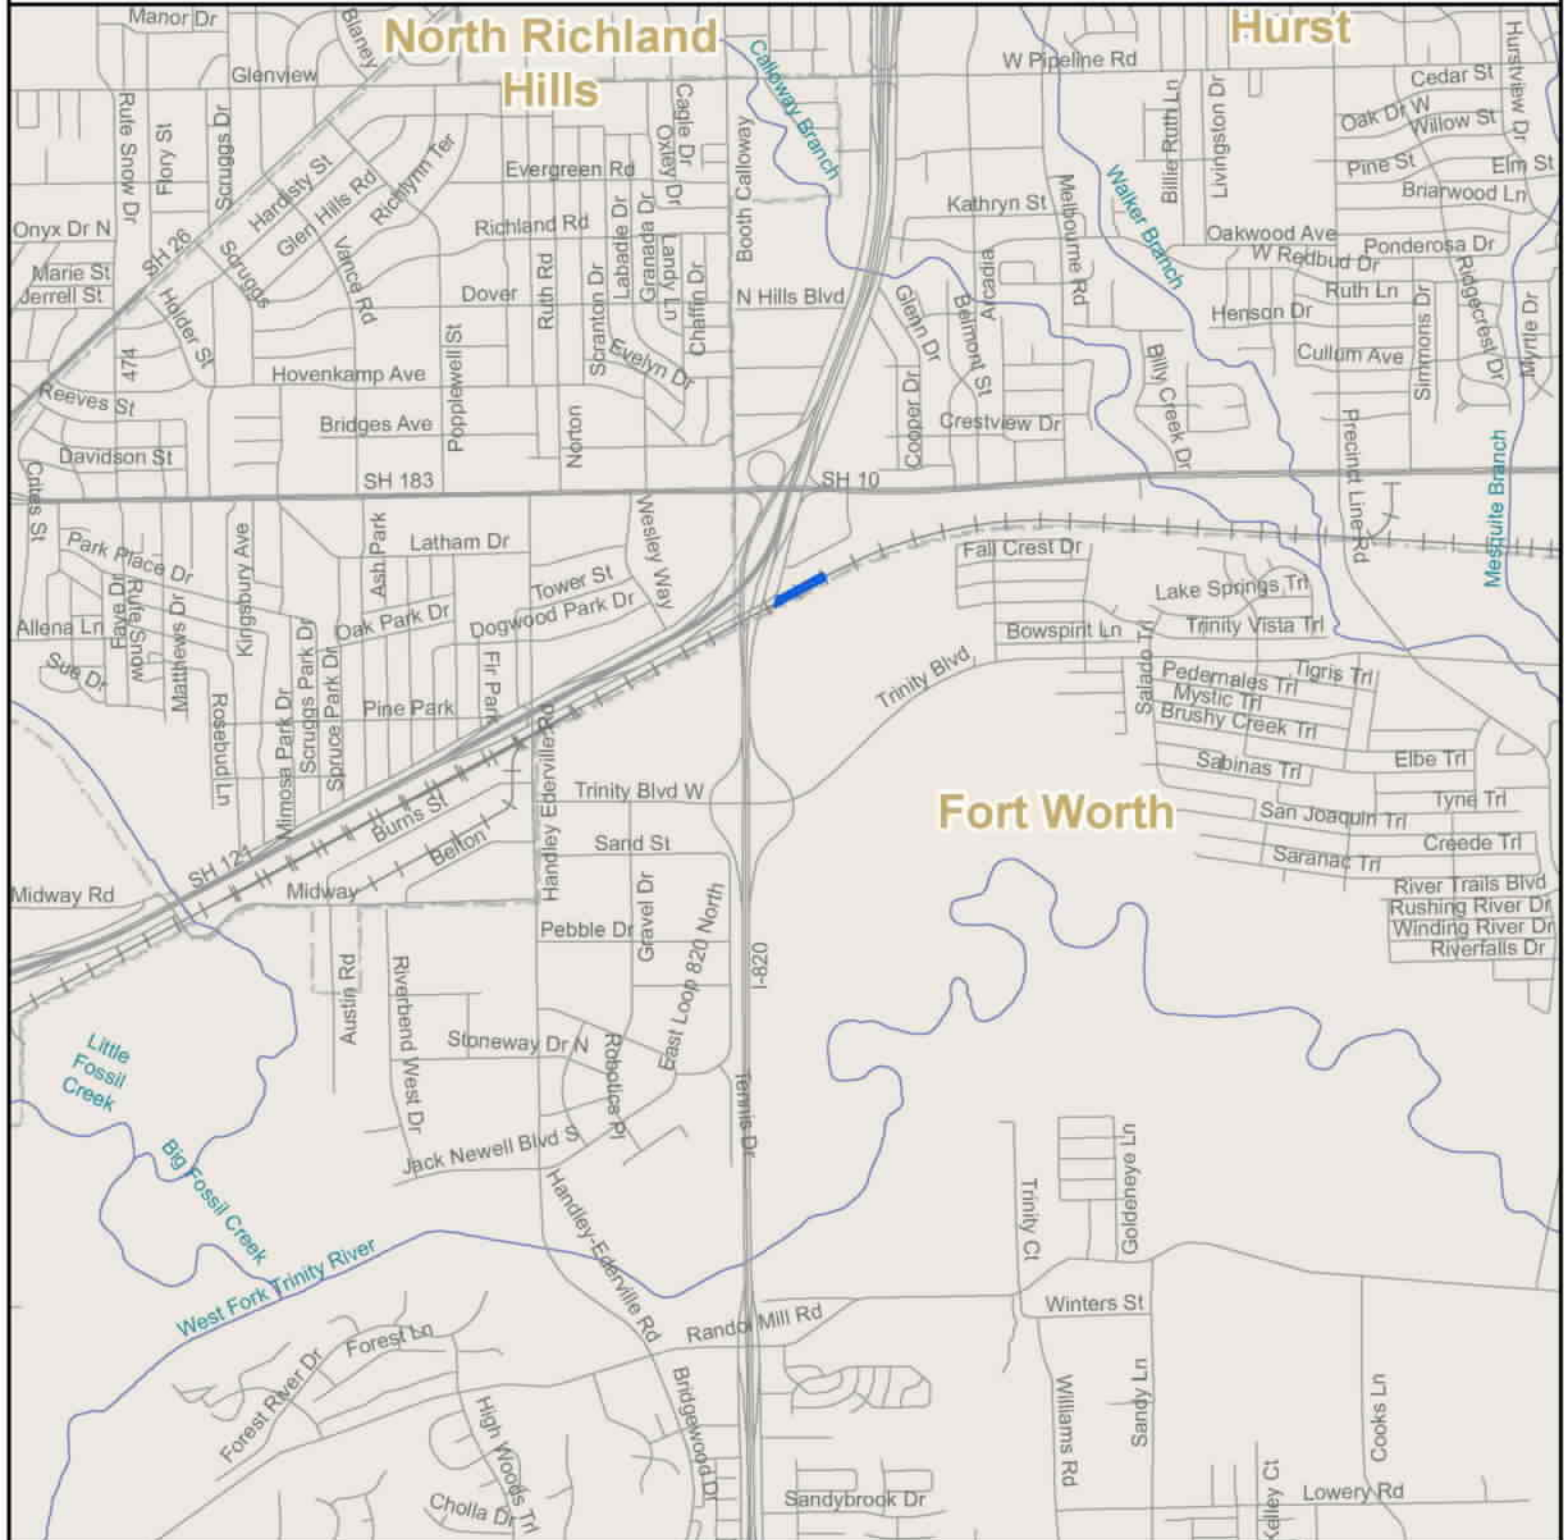 Manor Dr
Blaney
North Richland
Hills
Hurst
Calloway Branch
W Pipeline Rd
Hurstview Dr
Glenview
Cedar St
Rufe Snow Dr
Flory St
Scruggs Dr
Cagle Dr
Oxley Dr
Booth Calloway
Billie Ruth Ln
Livingston Dr
Oak Dr W
Willow St
Hardisty St
Glen Hills Rd
Richlynn Ter
Evergreen Rd
Pine St
Elm St
Walker Branch
Melbourne Rd
Briarwood Ln
Kathryn St
Onyx Dr N
SH 26
Scruggs
Vance Rd
Richland Rd
Labadie Dr
Granada Dr
Landy Ln
Chaffin Dr
Oakwood Ave
W Redbud Dr
Ponderosa Dr
Marie St
Jerrell St
Holder St
Dover
Ruth Rd
Scranton Dr
N Hills Blvd
Glenn Dr
Belmont St
Arcadia
Ruth Ln
Henson Dr
Simmons Dr
Ridgecrest Dr
Myrtle Dr
474
Popplewell St
Evelyn Dr
Billy Creek Dr
Cullum Ave
Hovenkamp Ave
Reeves St
Bridges Ave
Norton
Cooper Dr
Crestview Dr
Precinct Line Rd
Mesquite Branch
Davidson St
Crites St
SH 183
SH 10
Wesley Way
Park Place Dr
Kingsbury Ave
Ash Park
Latham Dr
Fall Crest Dr
Faye Dr
Rufe Snow
Matthews Dr
Tower St
Dogwood Park Dr
Lake Springs Trl
Allena Ln
Oak Park Dr
Bowspirit Ln
Salado Trl
Trinity Vista Trl
Sue Dr
Scruggs Park Dr
Spruce Park Dr
Mimosa Park Dr
Rosebud Ln
Fir Park
Pine Park
Trinity Blvd
Pedernales Trl
Tigris Trl
Mystic Trl
Brushy Creek Trl
Handley Ederville Rd
Sabinas Trl
Elbe Trl
Trinity Blvd W
Fort Worth
Tyne Trl
San Joaquin Trl
Burns St
Belton
Sand St
Creede Trl
Saranac Trl
SH 121
Midway Rd
Midway
River Trails Blvd
Rushing River Dr
Winding River Dr
Riverfalls Dr
Pebble Dr
Gravel Dr
East Loop 820 North
I-820
Austin Rd
Riverbend West Dr
Little
Fossil
Creek
Stoneway Dr N
Robotics Pl
Tennis Dr
Jack Newell Blvd S
Big Fossil Creek
Handley-Ederville Rd
Trinity Ct
Goldeneye Ln
West Fork Trinity River
Winters St
Randol Mill Rd
Forest Ln
Forest River Dr
Bridgewood Dr
High Woods Trl
Williams Rd
Sandy Ln
Cooks Ln
Cholla Dr
Sandybrook Dr
Kelley Ct
Lowery Rd